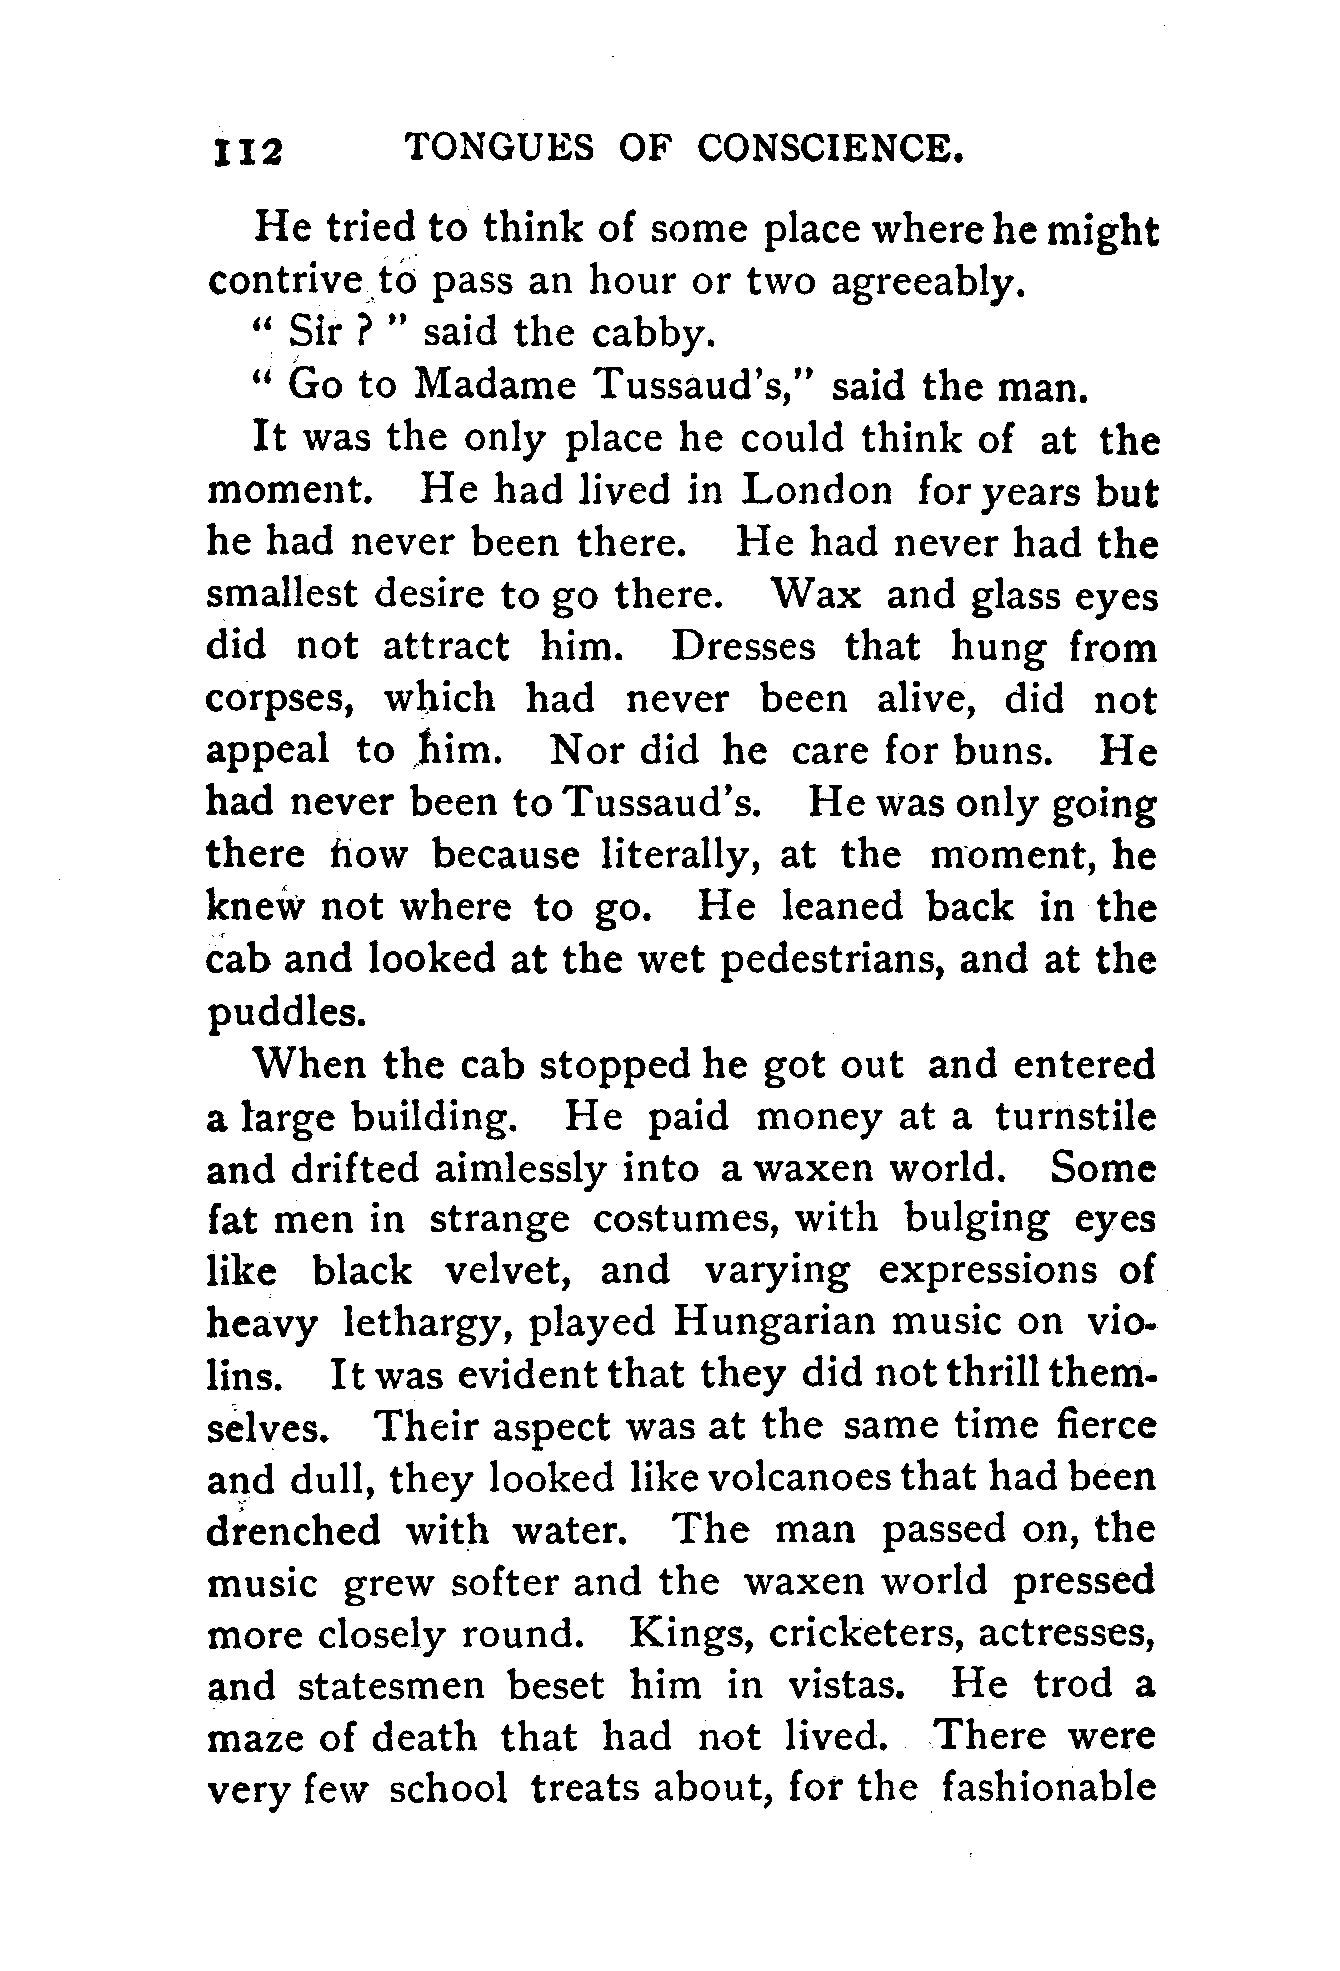 112 TONGUES OF CONSCIENCE.
He tried to think of some place where he might
contrive to pass an hour or two agreeably.
" Sir ? " said the cabby.
" Go to Madame Tussaud's," said the man.
It was the only place he could think of at the
moment. He had lived in London for years but
he had never been there. He had never had the
smallest desire to go there. Wax and glass eyes
did not attract him. Dresses that hung from
corpses, which had never been alive, did not
appeal to him. Nor did he care for buns. He
had never been to Tussaud's. He was only going
there now because literally, at the moment, he
knew not where to go. He leaned back in the
cab and looked at the wet pedestrians, and at the
puddles.
When the cab stopped he got out and entered
a large building. He paid money at a turnstile
and drifted aimlessly into a waxen world. Some
fat men in strange costumes, with bulging eyes
like black velvet, and varying expressions of
heavy lethargy, played Hungarian music on vio-
lins. It was evident that they did not thrill them-
selves. Their aspect was at the same time fierce
and dull, they looked like volcanoes that had been
drenched with water. The man passed on, the
music grew softer and the waxen world pressed
more closely round. Kings, cricketers, actresses,
and statesmen beset him in vistas. He trod a
maze of death that had not lived. There were
very few school treats about, for the fashionable